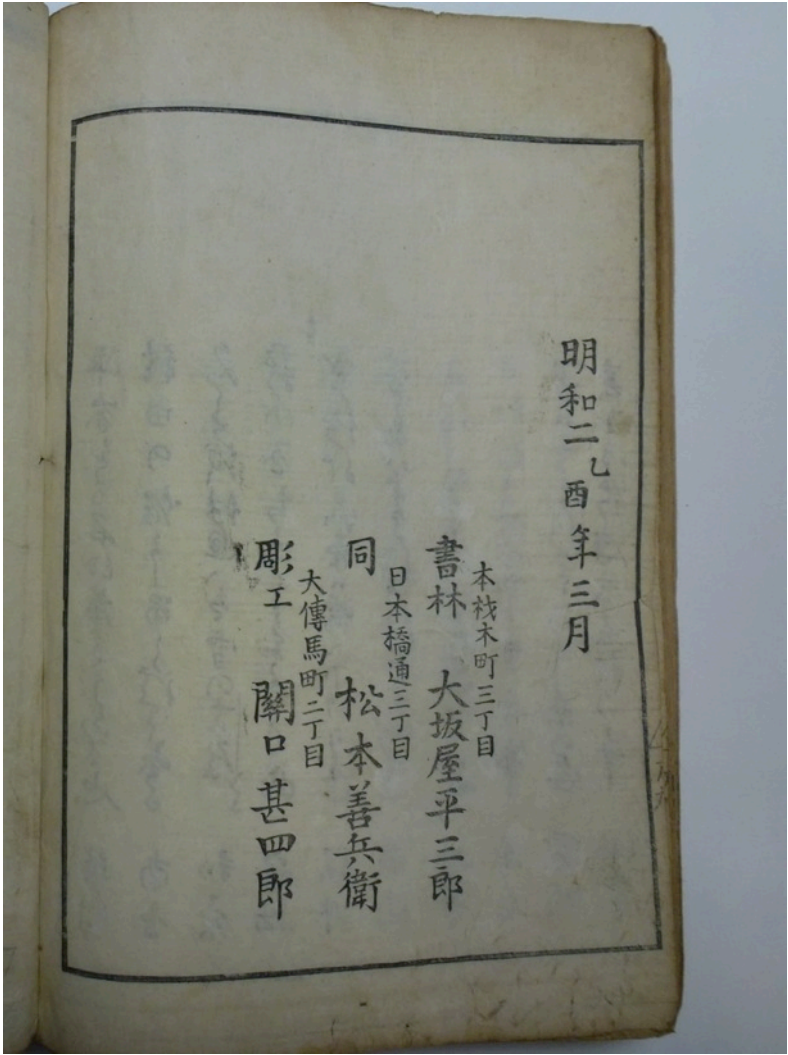 明和二乙酉年三月
本材木町三丁目
書林 大坂屋平三郎
日本橋通三丁目
同 松本善兵衛
大傳馬町二丁目
彫工 關口甚四郎